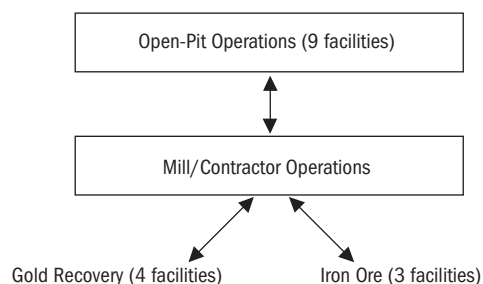 Open-Pit Operations (9 facilities)
Mill/Contractor Operations
Gold Recovery (4 facilities) Iron Ore (3 facilities)